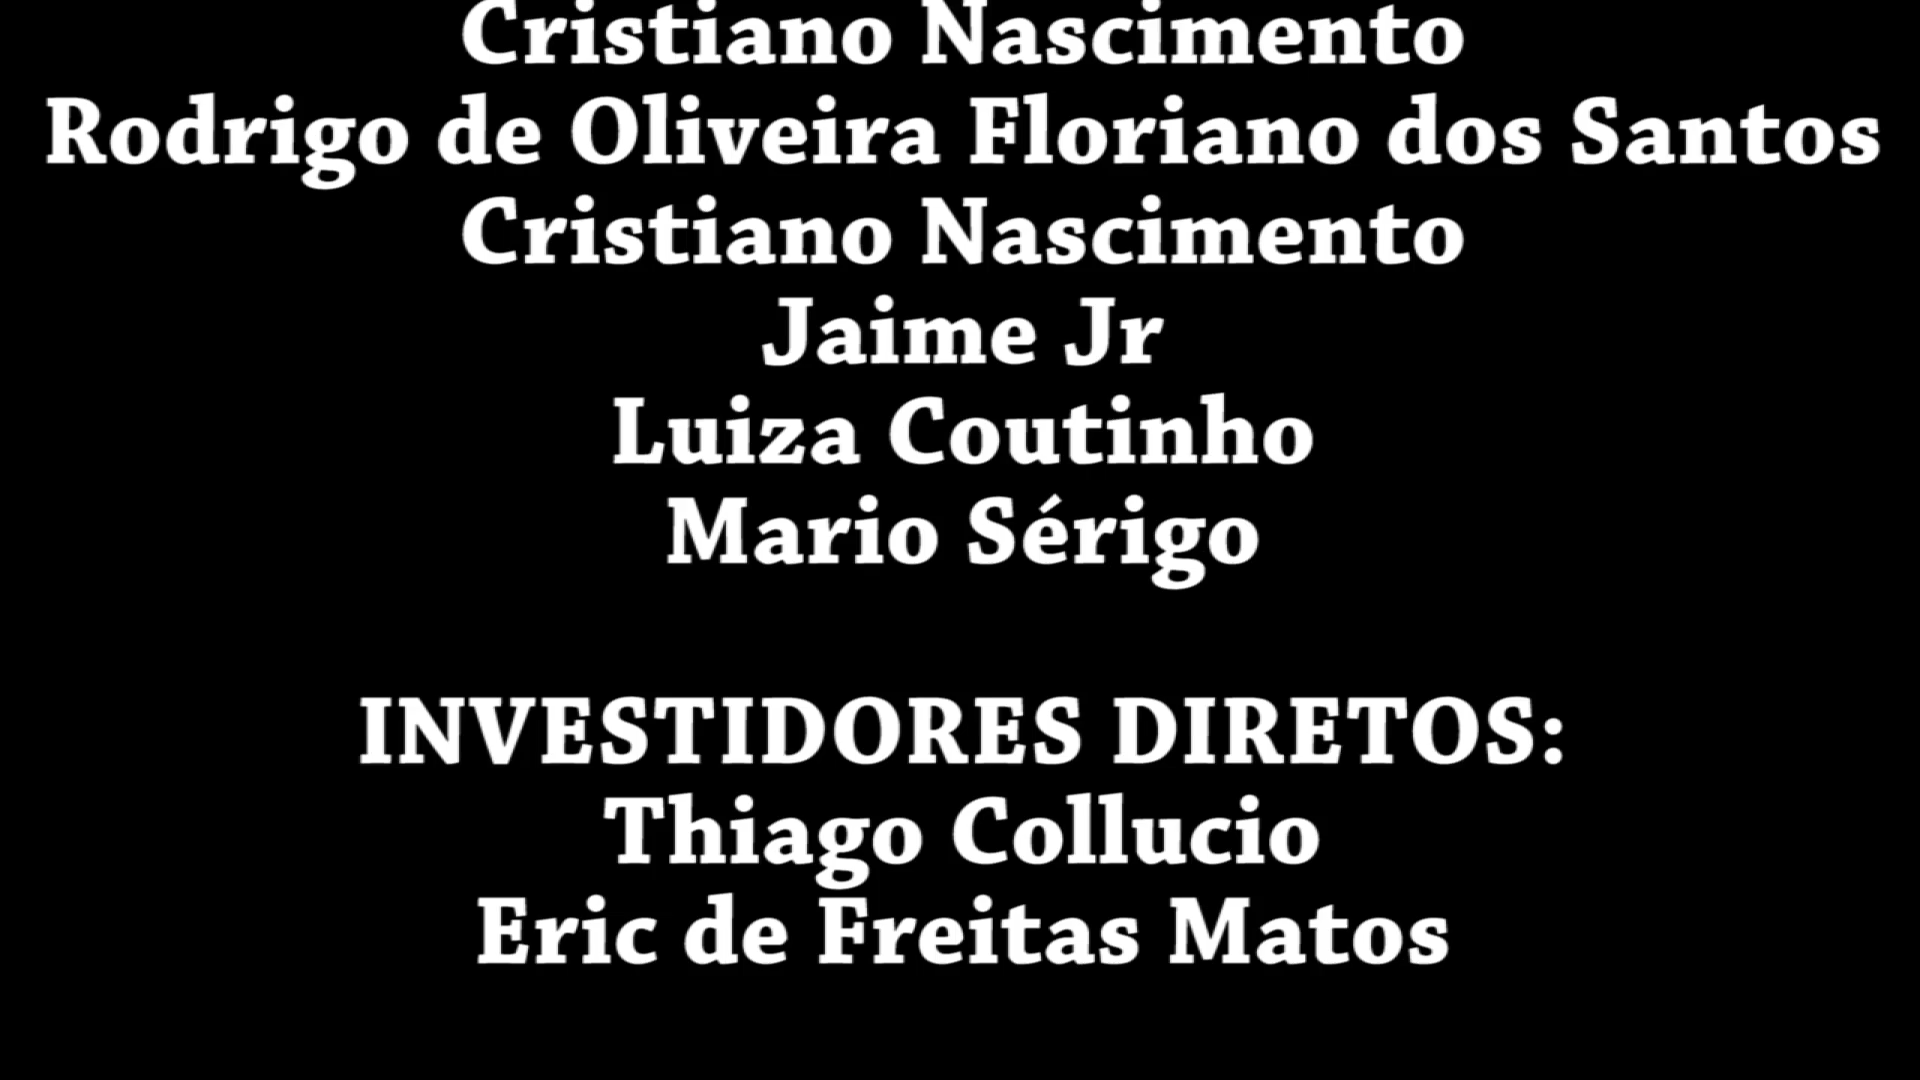 Cristiano Nascimento
Rodrigo de Oliveira Floriano dos Santos
Cristiano Nascimento
Jaime Jr
Luiza Coutinho
Mario Sérigo
INVESTIDORES DIRETOS:
Thiago Collucio
Eric de Freitas Matos